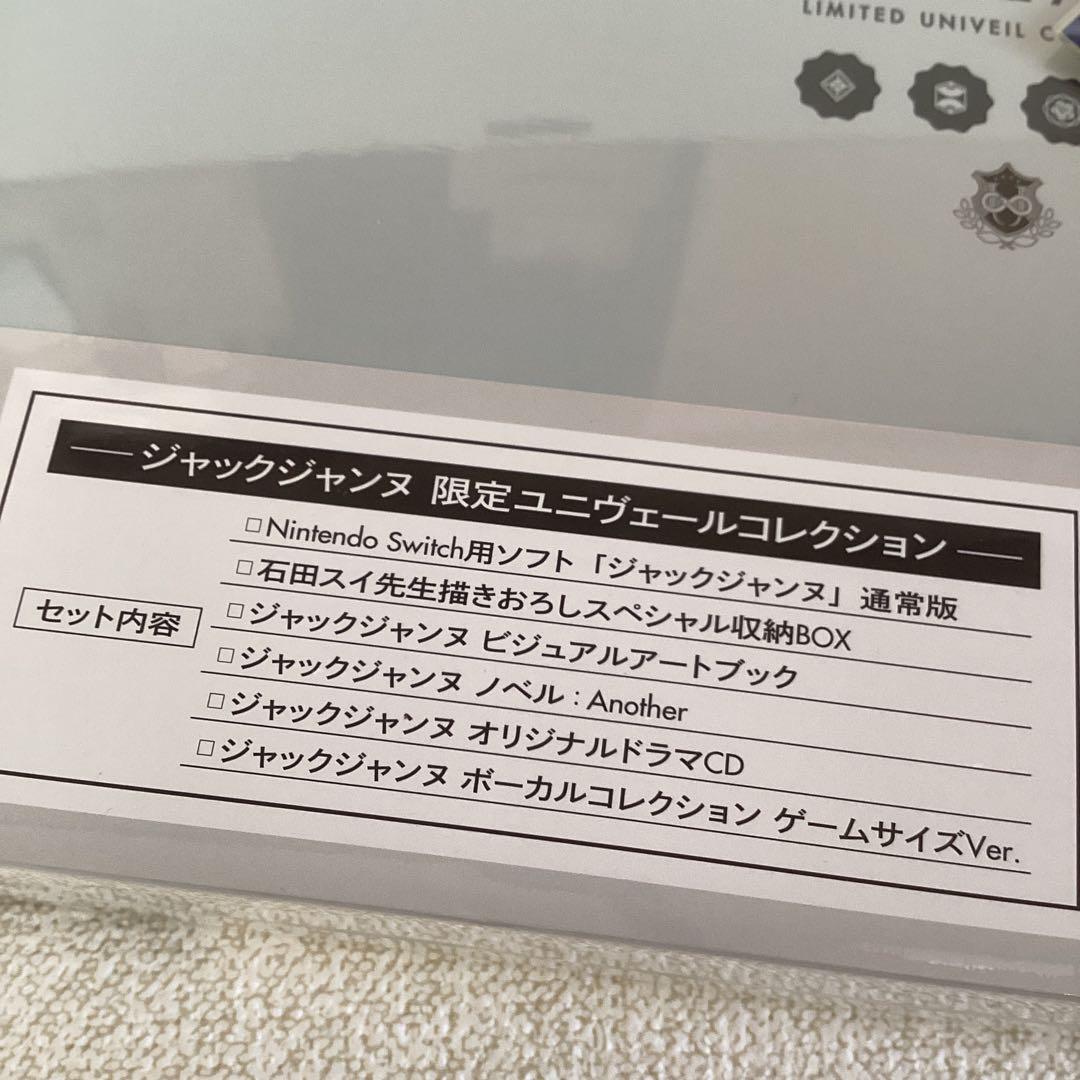 LIMITED UNIVEIL
ジャックジャンヌ 限定ユニヴェールコレクション
セット内容
□Nintendo Switch用ソフト「ジャックジャンヌ」通常版
□石田スイ先生描きおろしスペシャル収納BOX
□ジャックジャンヌ ビジュアルアートブック
□ジャックジャンヌ ノベル：Another
□ジャックジャンヌ オリジナルドラマCD
□ジャックジャンヌ ボーカルコレクション ゲームサイズVer.